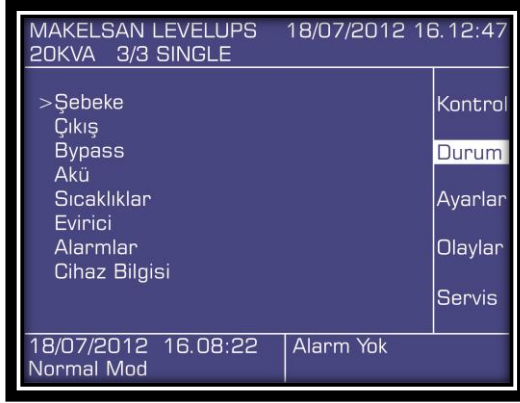 MAKELSAN LEVELUPS 18/07/2012 16.12:47
20KVA 3/3 SINGLE
>Şebeke
Çıkış
Bypass
Akü
Sıcaklıklar
Evirici
Alarmlar
Cihaz Bilgisi
Kontrol
Durum
Ayarlar
Olaylar
Servis
18/07/2012 16.08:22
Normal Mod
Alarm Yok